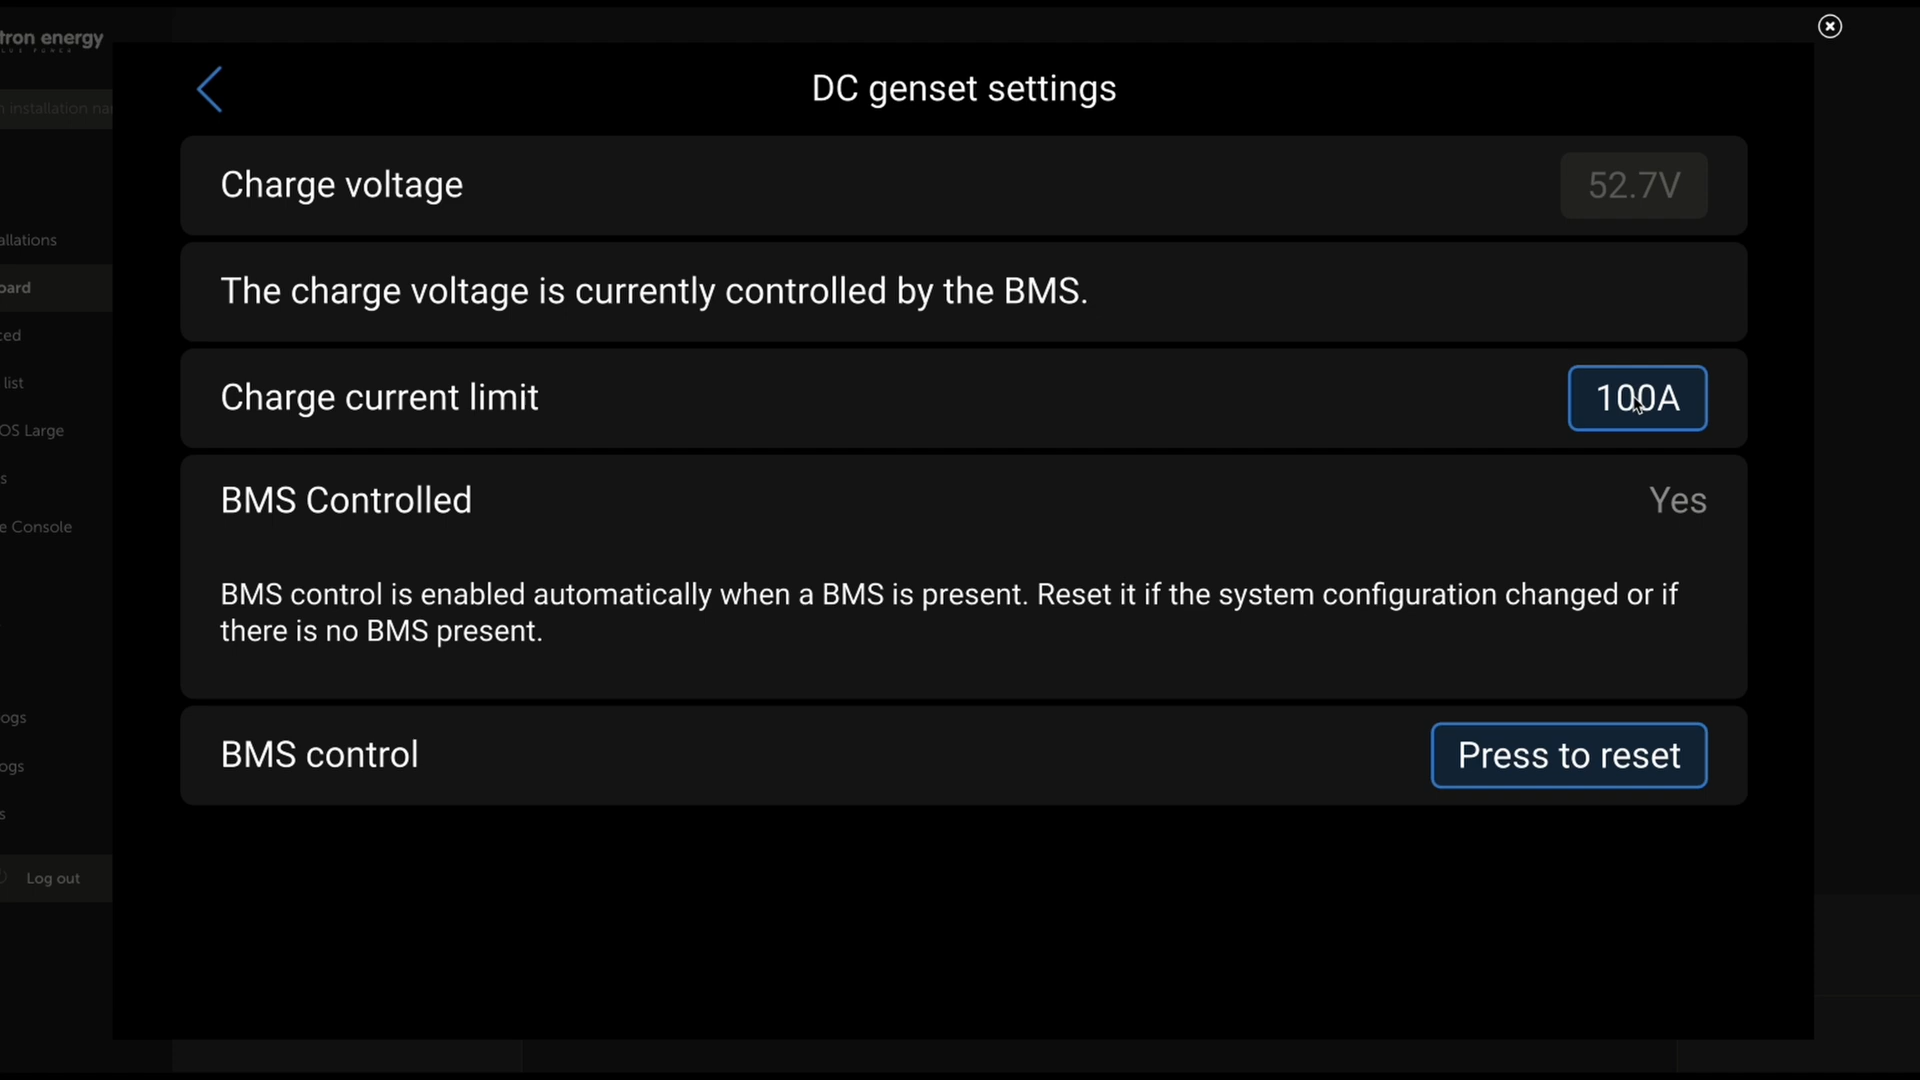 tron energy
n installation na
DC genset settings
Charge voltage
52.7V
allations
oard
The charge voltage is currently controlled by the BMS.
ced
list
Charge current limit
100A
OS Large
s
BMS Controlled
Yes
e Console
BMS control is enabled automatically when a BMS is present. Reset it if the system configuration changed or if
there is no BMS present.
ogs
BMS control
Press to reset
ogs
s
Log out